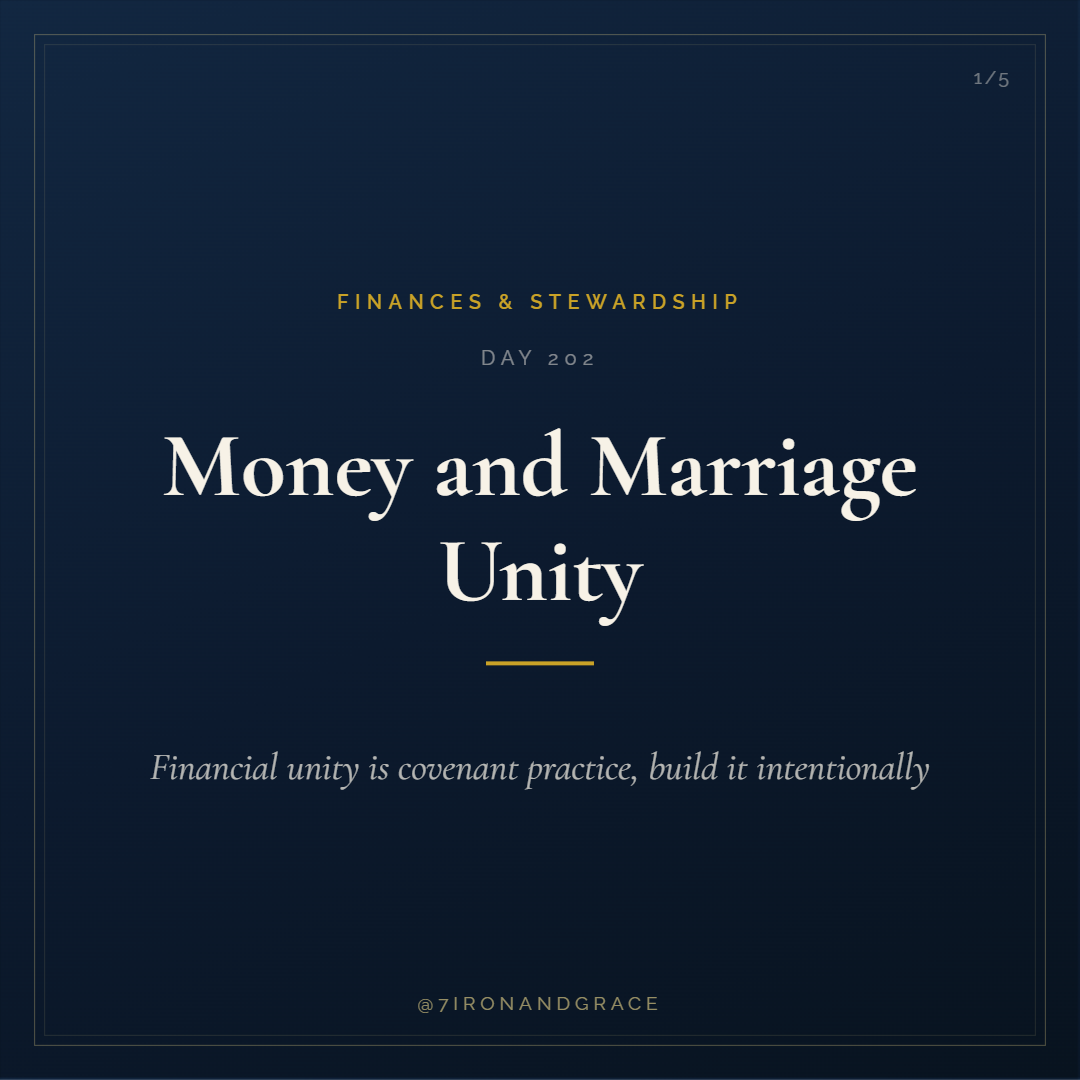 1/5
FINANCES & STEWARDSHIP
DAY 202
Money and Marriage
Unity
Financial unity is covenant practice, build it intentionally
@7IRONANDGRACE